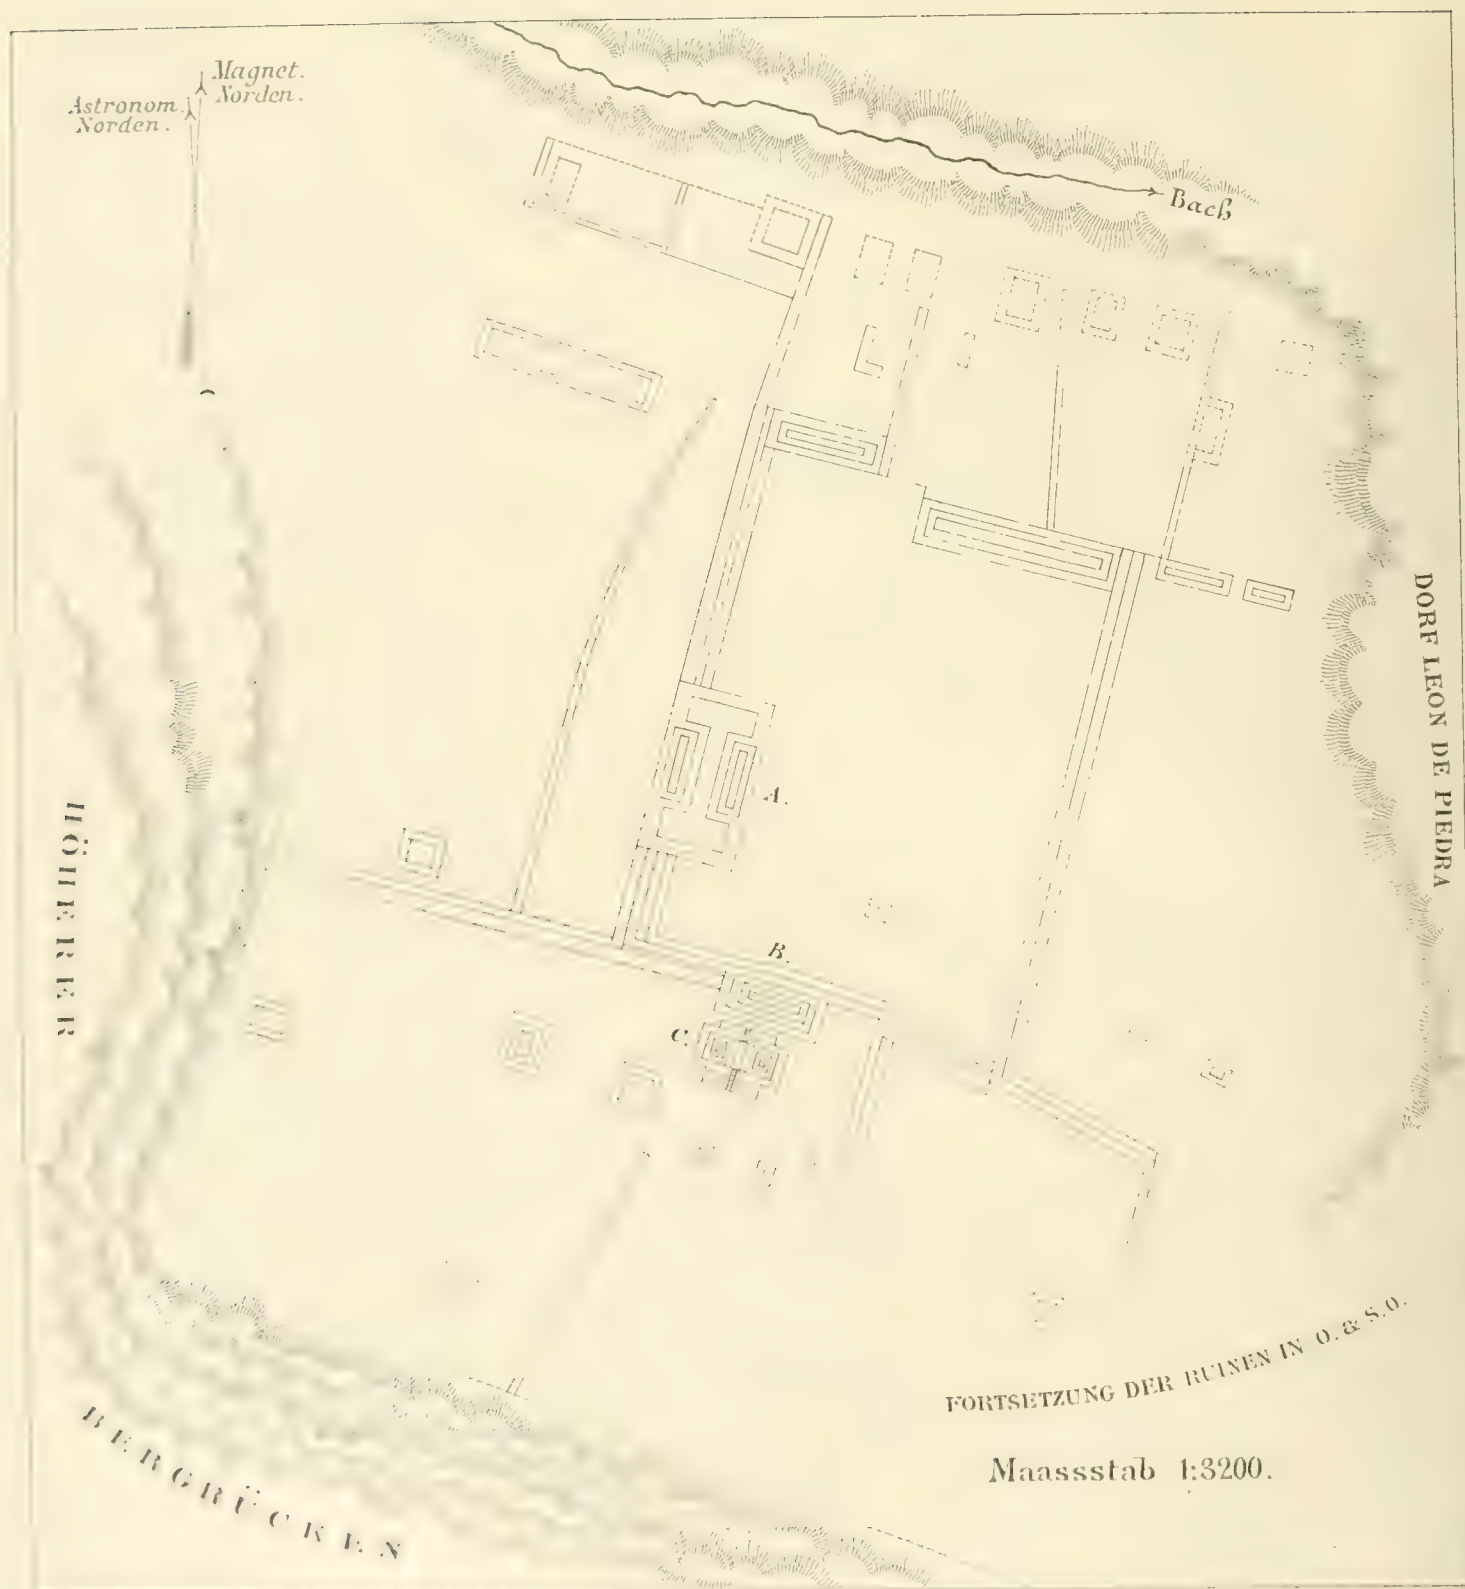 Magnet.
Norden.
Astronom.
Norden.
Bach
DORF LEON DE PIEDRA
A.
HÖHERER
B.
C.
FORTSETZUNG DER RUINEN IN O. & S.O.
Maassstab 1:3200.
BERGRÜCKEN